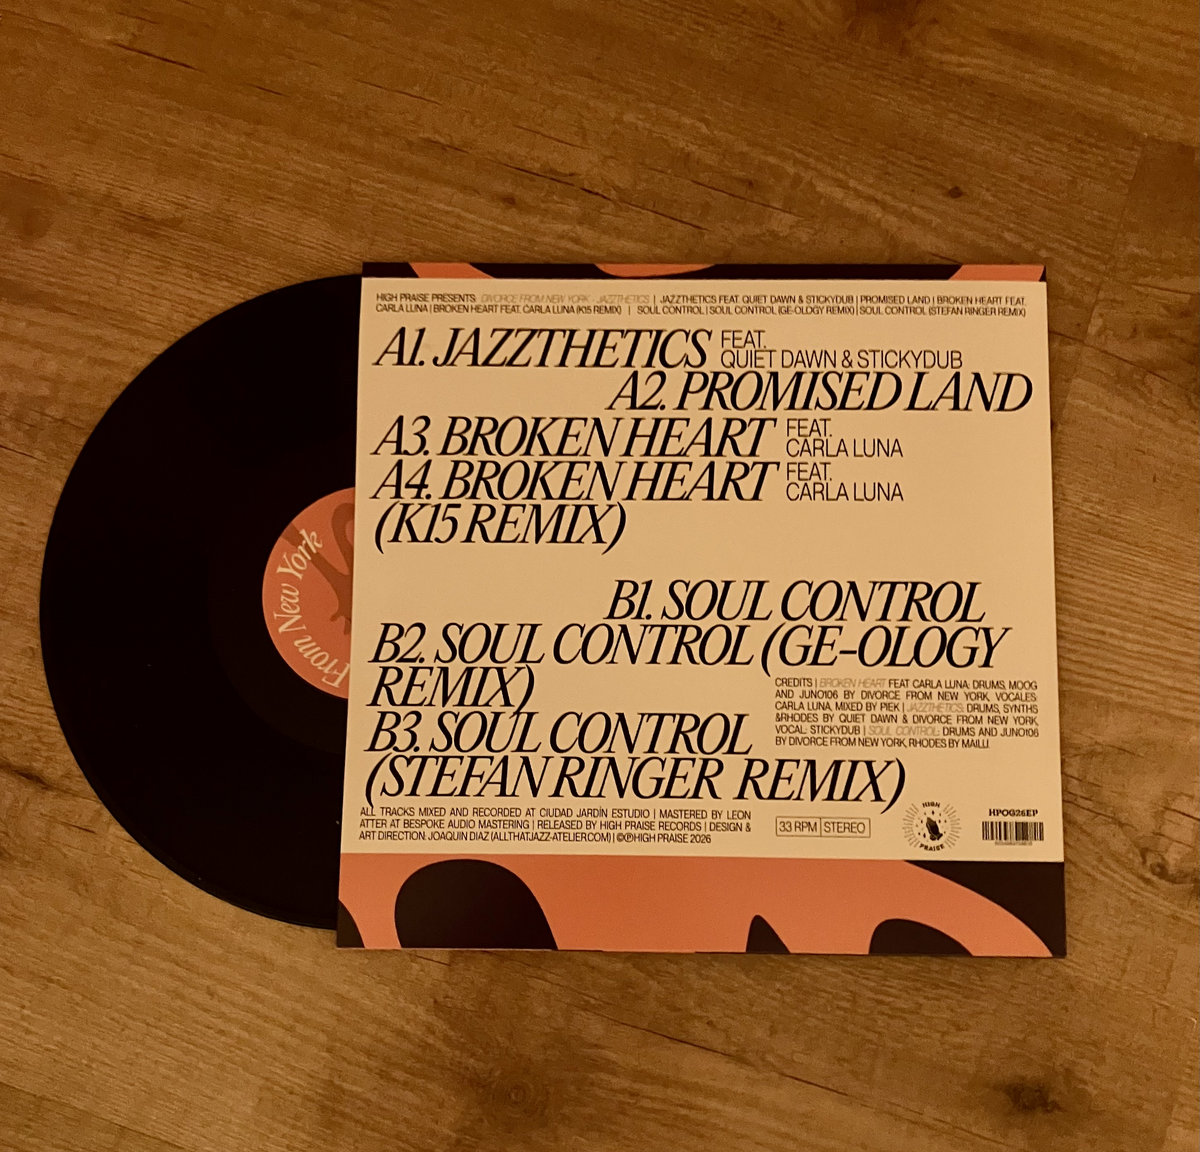 HIGH PRAISE PRESENTS: DIVORCE FROM NEW YORK - JAZZTHETICS | JAZZTHETICS FEAT. QUIET DAWN & STICKYDUB | PROMISED LAND | BROKEN HEART FEAT.
CARLA LUNA | BROKEN HEART FEAT. CARLA LUNA (K15 REMIX) | SOUL CONTROL | SOUL CONTROL (GE-OLOGY REMIX) | SOUL CONTROL (STEFAN RINGER REMIX)
A1. JAZZTHETICS FEAT.
QUIET DAWN & STICKYDUB
A2. PROMISED LAND
A3. BROKEN HEART FEAT.
CARLA LUNA
A4. BROKEN HEART FEAT.
CARLA LUNA
(K15 REMIX)
B1. SOUL CONTROL
B2. SOUL CONTROL (GE-OLOGY
REMIX)
B3. SOUL CONTROL
(STEFAN RINGER REMIX)
CREDITS | BROKEN HEART FEAT CARLA LUNA: DRUMS, MOOG
AND JUNO106 BY DIVORCE FROM NEW YORK, VOCALES:
CARLA LUNA, MIXED BY PIEK | JAZZTHETICS: DRUMS, SYNTHS
&RHODES BY QUIET DAWN & DIVORCE FROM NEW YORK,
VOCAL: STICKYDUB | SOUL CONTROL: DRUMS AND JUNO106
BY DIVORCE FROM NEW YORK, RHODES BY MAILLI.
ALL TRACKS MIXED AND RECORDED AT CIUDAD JARDÍN ESTUDIO | MASTERED BY LEON
ATTER AT BESPOKE AUDIO MASTERING | RELEASED BY HIGH PRAISE RECORDS | DESIGN &
ART DIRECTION: JOAQUIN DIAZ (ALLTHATJAZZ-ATELIER.COM) | ©℗HIGH PRAISE 2026
33 RPM | STEREO
HIGH
PRAISE
HPOG26EP
From New York